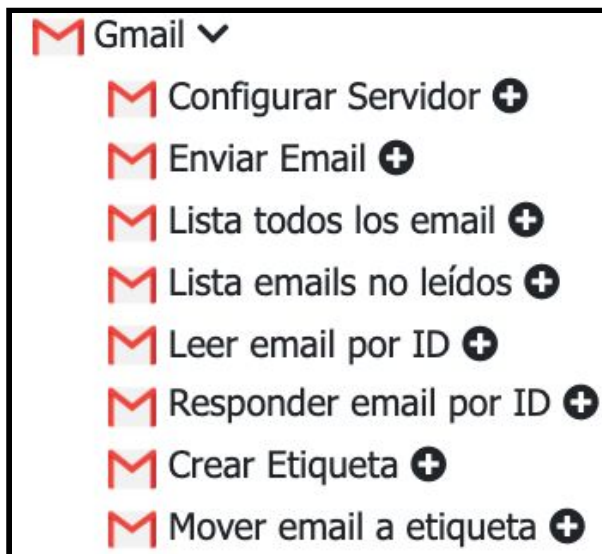 Gmail
Configurar Servidor
Enviar Email
Lista todos los email
Lista emails no leídos
Leer email por ID
Responder email por ID
Crear Etiqueta
Mover email a etiqueta